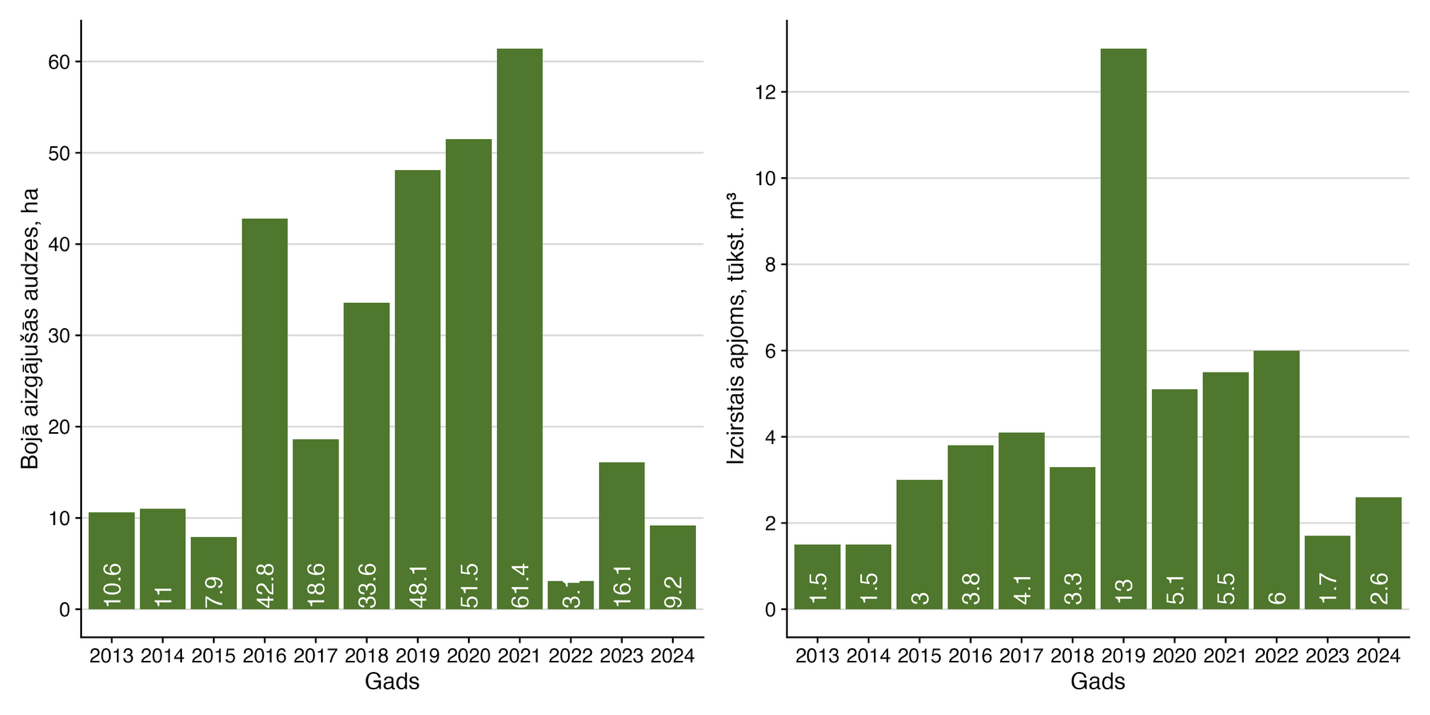 Bojā aizgājušās audzes, ha
60
50
40
30
20
10
0
10.6 11 7.9 42.8 18.6 33.6 48.1 51.5 61.4 3.1 16.1 9.2
2013 2014 2015 2016 2017 2018 2019 2020 2021 2022 2023 2024
Gads
Izcirstais apjoms, tūkst. m³
12
10
8
6
4
2
0
1.5 1.5 3 3.8 4.1 3.3 13 5.1 5.5 6 1.7 2.6
2013 2014 2015 2016 2017 2018 2019 2020 2021 2022 2023 2024
Gads